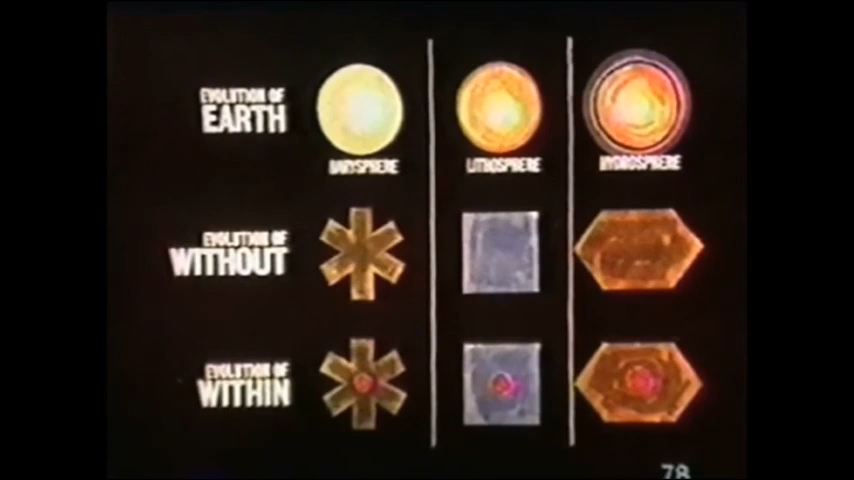 EVOLUTION OF
EARTH
BARYSPHERE
LITHOSPHERE
HYDROSPHERE
EVOLUTION OF
WITHOUT
EVOLUTION OF
WITHIN
78